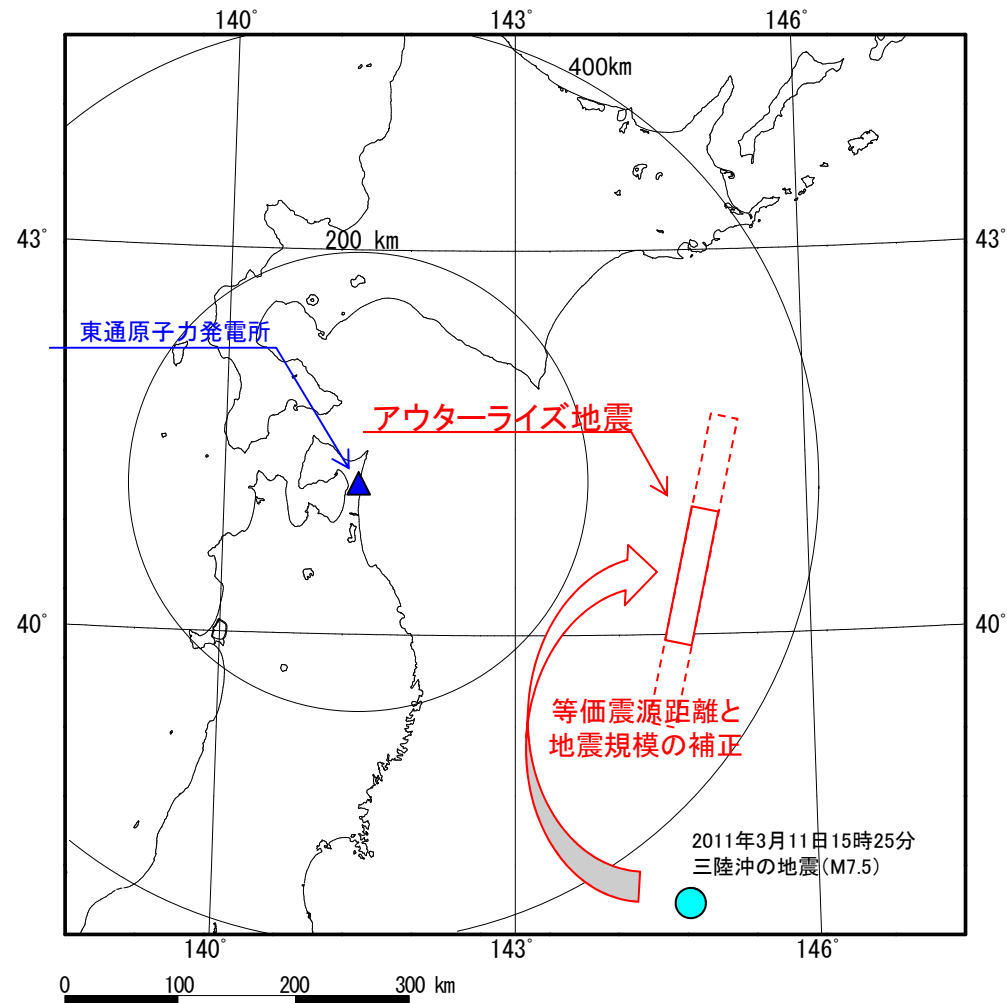 140°
143°
146°
400km
43°
43°
200 km
東通原子力発電所
アウターライズ地震
40°
40°
等価震源距離と
地震規模の補正
2011年3月11日15時25分
三陸沖の地震(M7.5)
140°
143°
146°
0
100
200
300 km